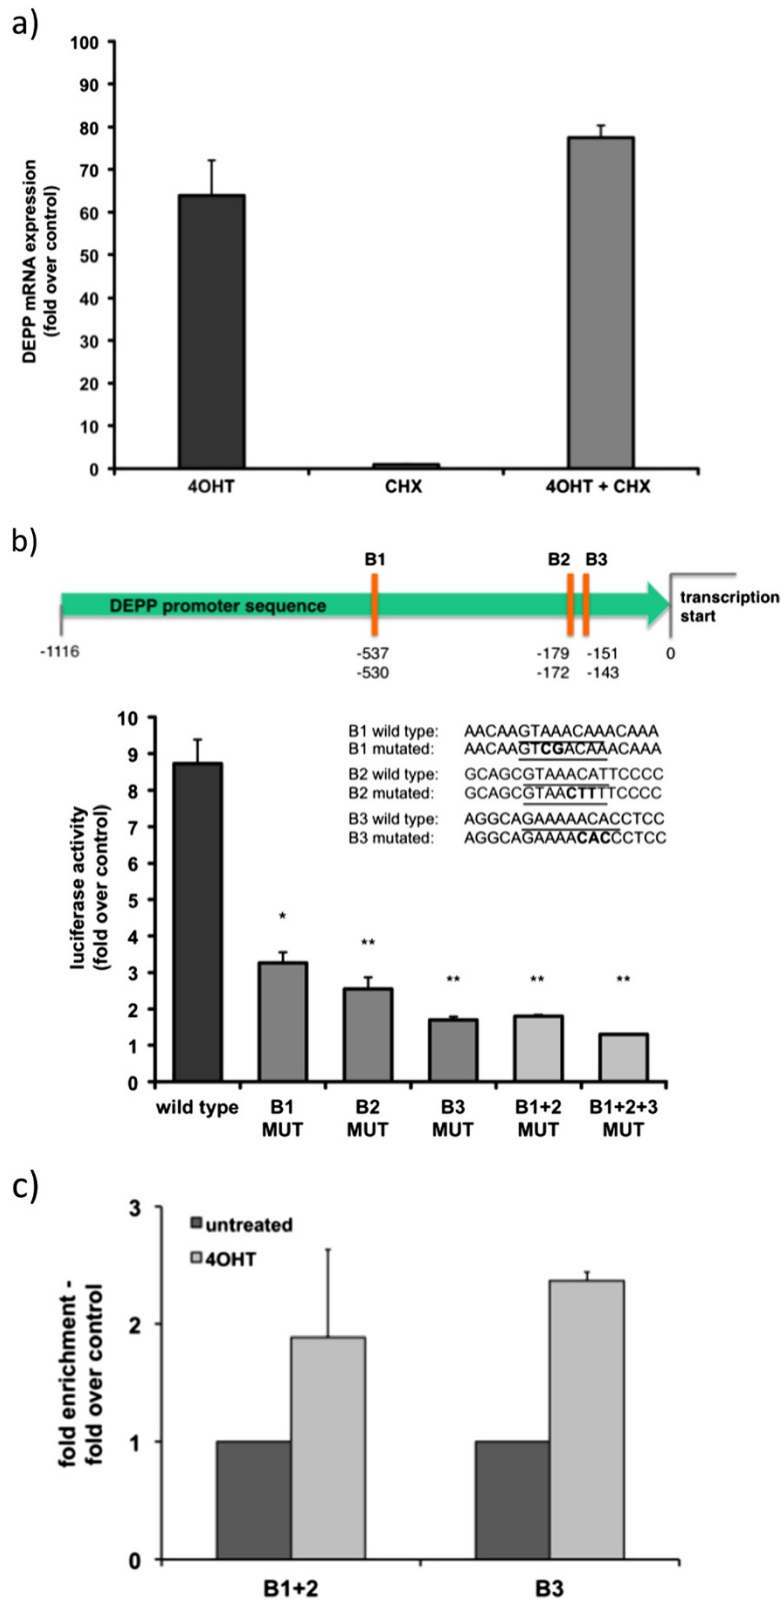 a)
DEPP mRNA expression
(fold over control)
100
90
80
70
60
50
40
30
20
10
0
4OHT
CHX
4OHT + CHX
b)
B1
B2
B3
DEPP promoter sequence
transcription
start
-1116
-537
-530
-179
-172
-151
-143
0
luciferase activity
(fold over control)
10
9
8
7
6
5
4
3
2
1
0
B1 wild type: AACAAGTAAACAAACAAA
B1 mutated: AACAAGTCGACAAACAAA
B2 wild type: GCAGCGTAAACATTCCCC
B2 mutated: GCAGCGTAACTTTTCCCC
B3 wild type: AGGCAGAAAAACACCTCC
B3 mutated: AGGCAGAAAACACCCTCC
*
**
**
**
**
wild type
B1
MUT
B2
MUT
B3
MUT
B1+2
MUT
B1+2+3
MUT
c)
fold enrichment -
fold over control
3
2
1
0
untreated
4OHT
B1+2
B3